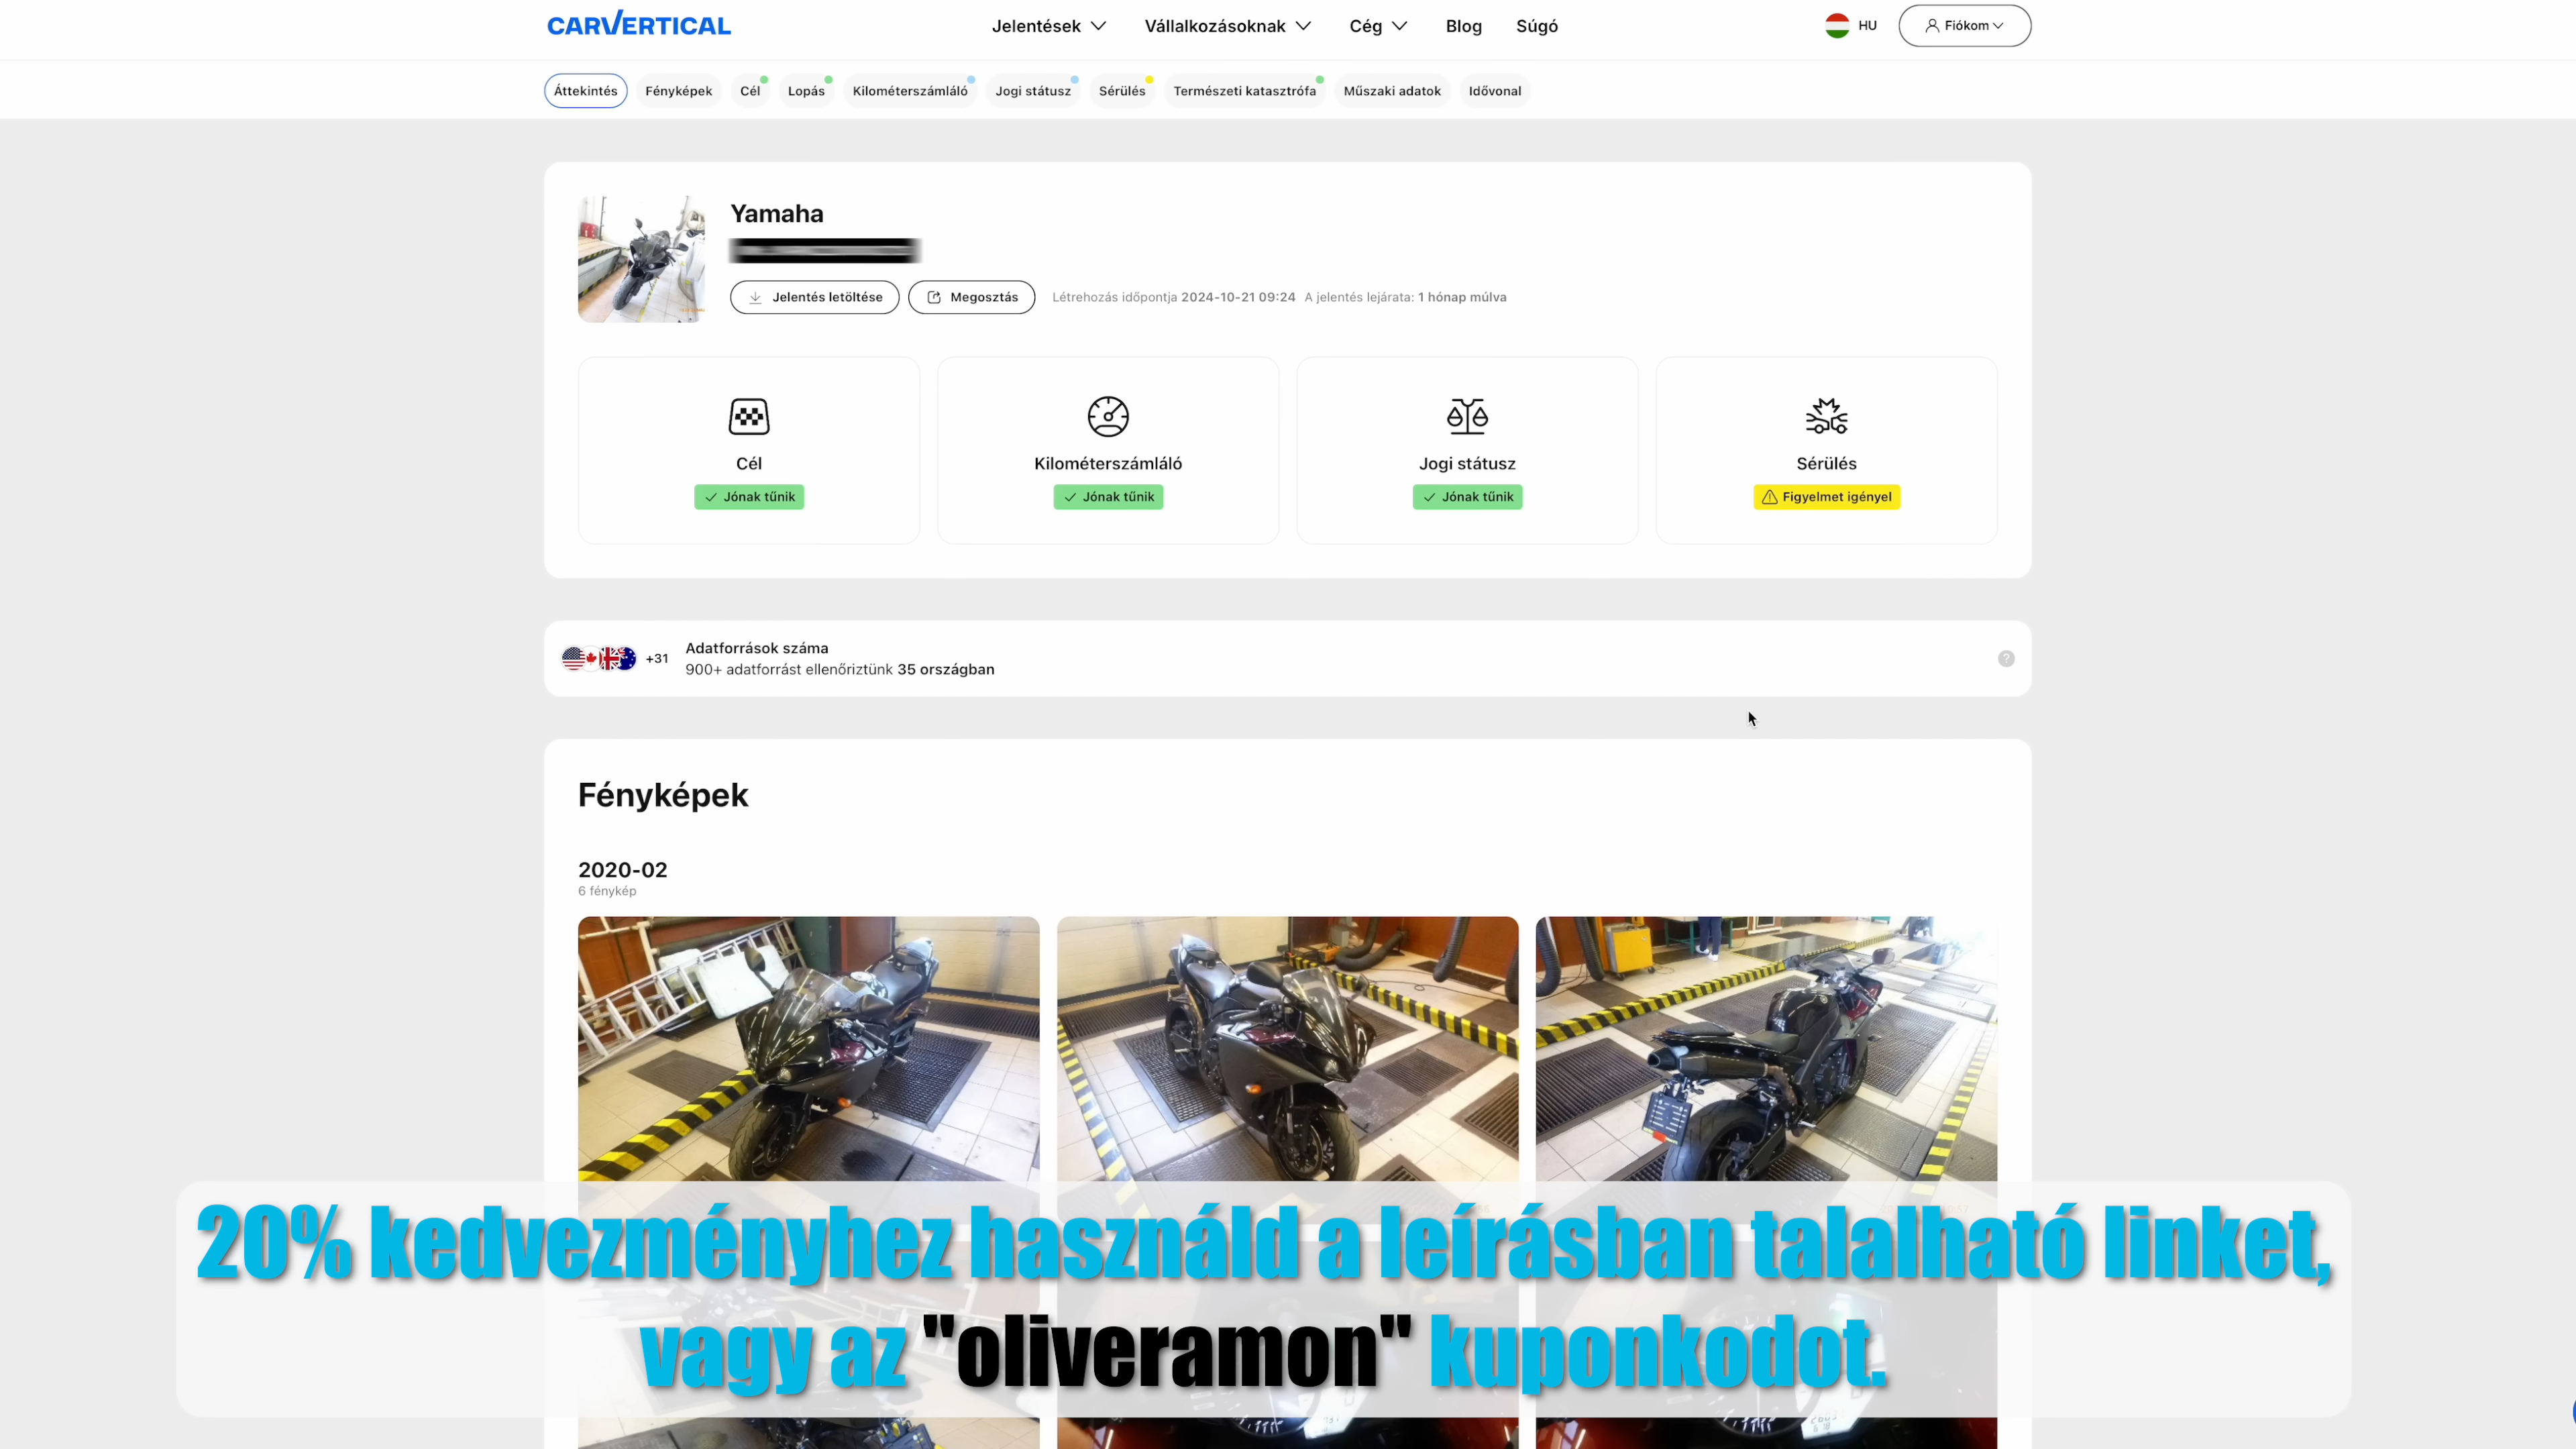 CARVERTICAL
Jelentések
Vállalkozásoknak
Cég
Blog
Súgó
HU
Fiókom
Áttekintés
Fényképek
Cél
Lopás
Kilométerszámláló
Jogi státusz
Sérülés
Természeti katasztrófa
Műszaki adatok
Idővonal
Yamaha
Jelentés letöltése
Megosztás
Létrehozás időpontja 2024-10-21 09:24 A jelentés lejárata: 1 hónap múlva
Cél
Jónak tűnik
Kilométerszámláló
Jónak tűnik
Jogi státusz
Jónak tűnik
Sérülés
Figyelmet igényel
+31
Adatforrások száma
900+ adatforrást ellenőriztünk 35 országban
?
Fényképek
2020-02
6 fénykép
20% kedvezményhez használd a leírásban talalható linket,
vagy az "oliveramon" kuponkodot.